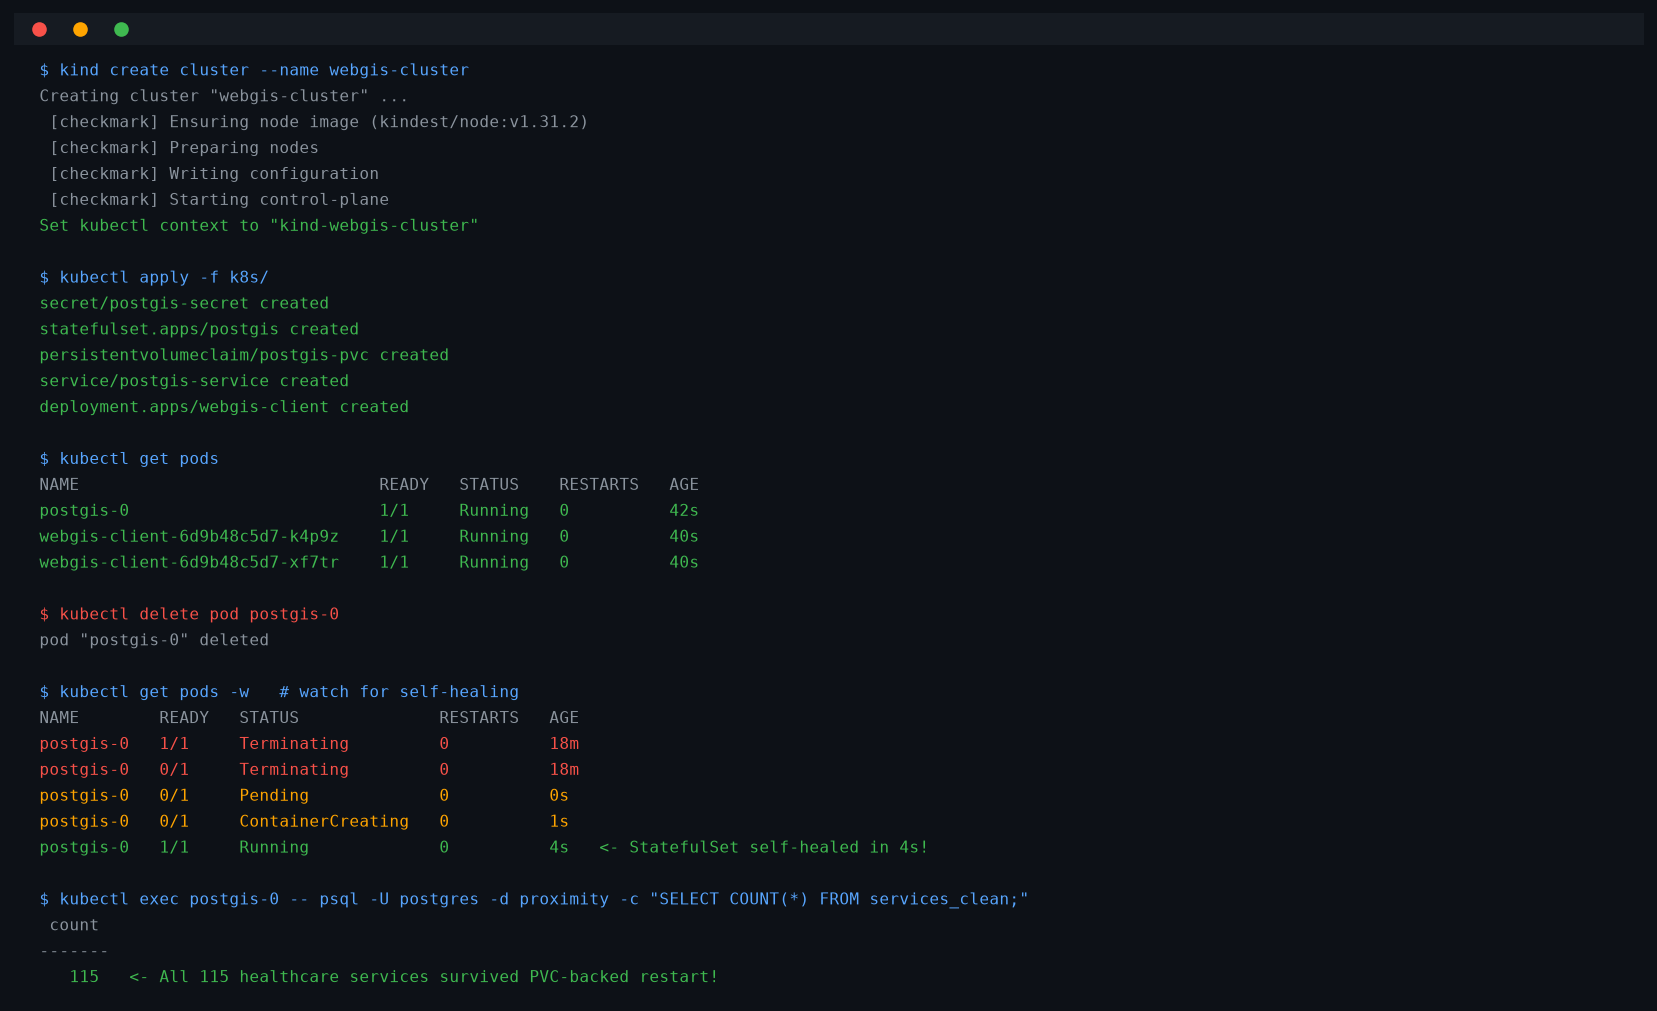 $ kind create cluster --name webgis-cluster
Creating cluster "webgis-cluster" ...
 [checkmark] Ensuring node image (kindest/node:v1.31.2)
 [checkmark] Preparing nodes
 [checkmark] Writing configuration
 [checkmark] Starting control-plane
Set kubectl context to "kind-webgis-cluster"

$ kubectl apply -f k8s/
secret/postgis-secret created
statefulset.apps/postgis created
persistentvolumeclaim/postgis-pvc created
service/postgis-service created
deployment.apps/webgis-client created

$ kubectl get pods
NAME                              READY   STATUS    RESTARTS   AGE
postgis-0                         1/1     Running   0          42s
webgis-client-6d9b48c5d7-k4p9z    1/1     Running   0          40s
webgis-client-6d9b48c5d7-xf7tr    1/1     Running   0          40s

$ kubectl delete pod postgis-0
pod "postgis-0" deleted

$ kubectl get pods -w   # watch for self-healing
NAME        READY   STATUS              RESTARTS   AGE
postgis-0   1/1     Terminating         0          18m
postgis-0   0/1     Terminating         0          18m
postgis-0   0/1     Pending             0          0s
postgis-0   0/1     ContainerCreating   0          1s
postgis-0   1/1     Running             0          4s   <- StatefulSet self-healed in 4s!

$ kubectl exec postgis-0 -- psql -U postgres -d proximity -c "SELECT COUNT(*) FROM services_clean;"
 count
-------
   115   <- All 115 healthcare services survived PVC-backed restart!